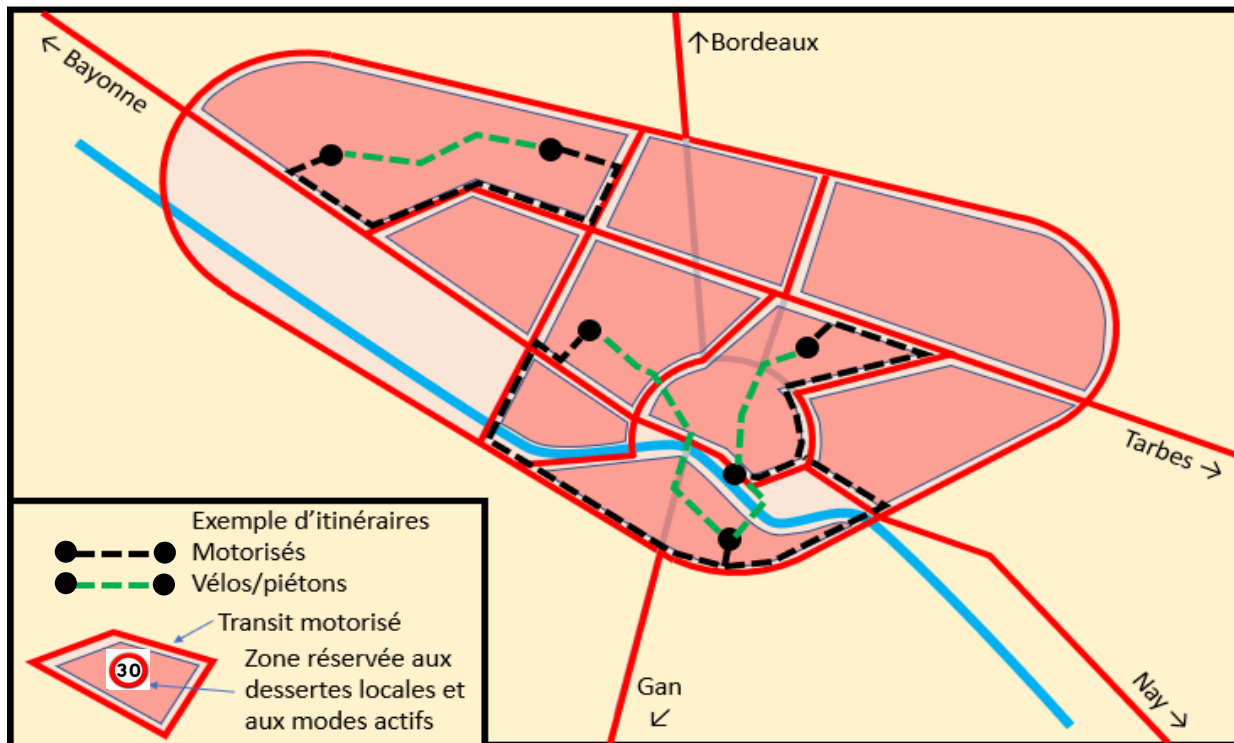 ← Bayonne
↑Bordeaux
Tarbes →
Gan
↙
Nay →
Exemple d'itinéraires
Motorisés
Vélos/piétons
Transit motorisé
30
Zone réservée aux
dessertes locales et
aux modes actifs